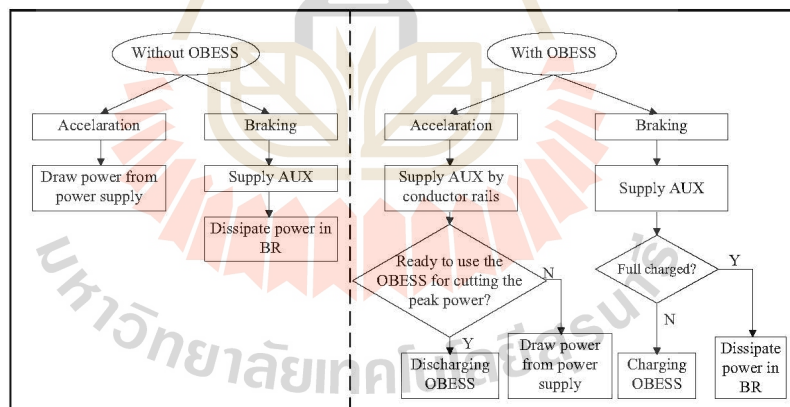 Without OBESS
Accelaration
Braking
Draw power from
power supply
Supply AUX
Dissipate power in
BR
With OBESS
Accelaration
Braking
Supply AUX by
conductor rails
Supply AUX
Ready to use the
OBESS for cutting the
peak power?
N
Y
Full charged?
Y
N
Discharging
OBESS
Draw power
from power
supply
Charging
OBESS
Dissipate
power in
BR
มหาวิทยาลัยเทคโนโลยีสุรนารี